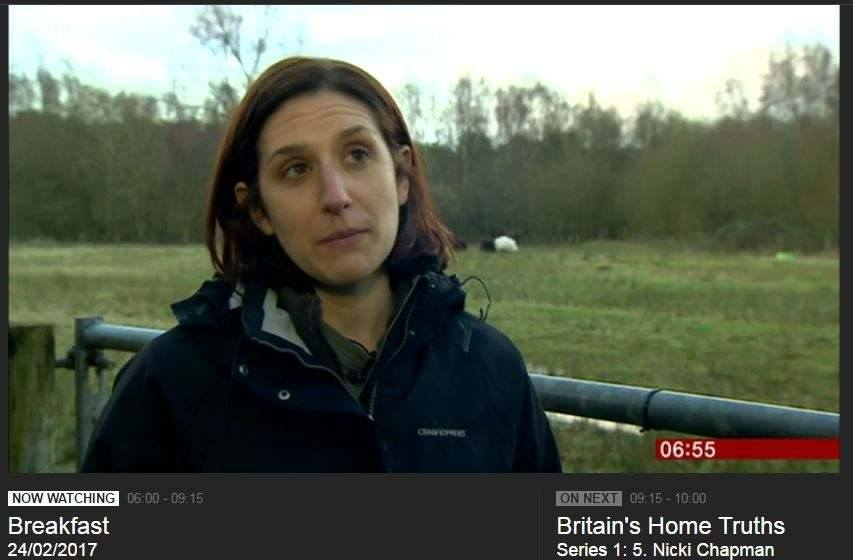 CRAGHOPPERS
06:55
NOW WATCHING 06:00 - 09:15
Breakfast
24/02/2017
ON NEXT 09:15 - 10:00
Britain's Home Truths
Series 1: 5. Nicki Chapman